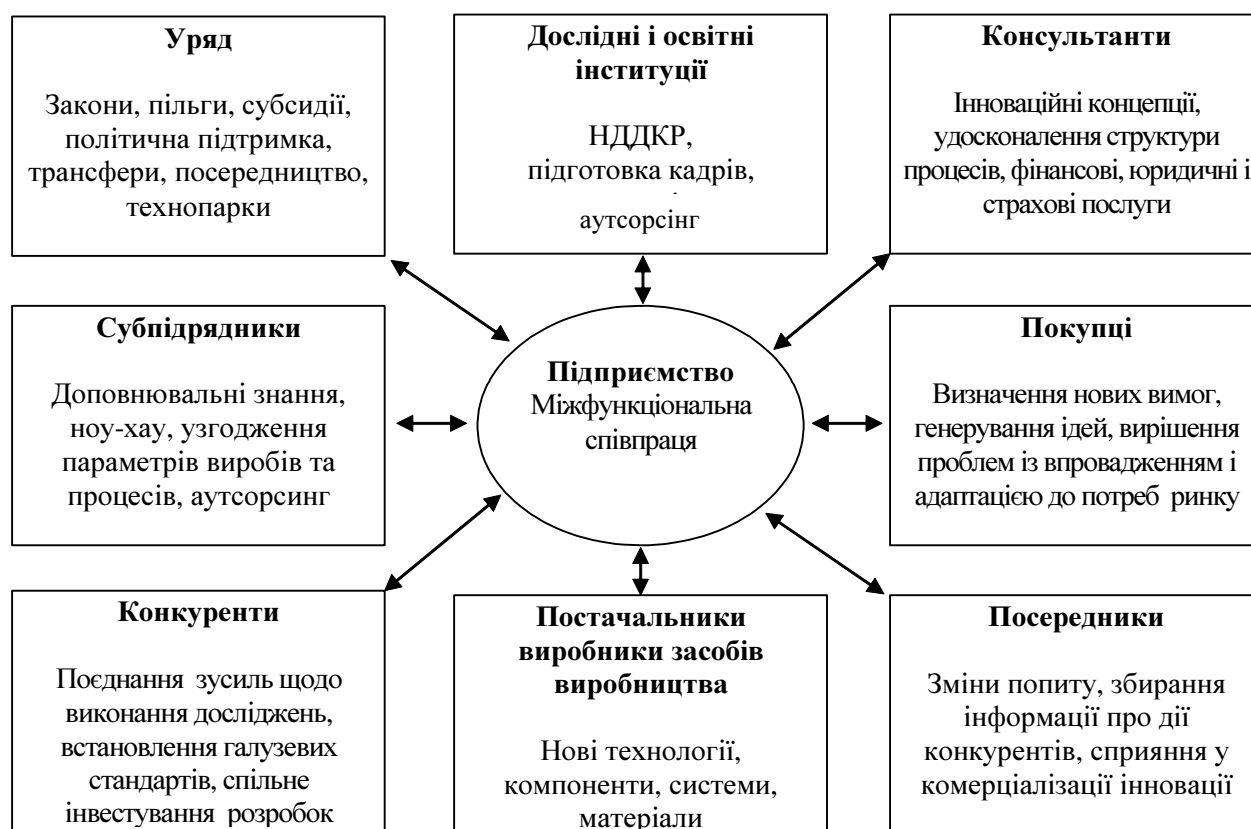 Уряд
Закони, пільги, субсидії,
політична підтримка,
трансфери, посередництво,
технопарки
Дослідні і освітні
інституції
НДДКР,
підготовка кадрів,
аутсорсінг
Консультанти
Інноваційні концепції,
удосконалення структури
процесів, фінансові, юридичні і
страхові послуги
Субпідрядники
Доповнювальні знання,
ноу-хау, узгодження
параметрів виробів та
процесів, аутсорсинг
Підприємство
Міжфункціональна
співпраця
Покупці
Визначення нових вимог,
генерування ідей, вирішення
проблем із впровадженням і
адаптацією до потреб ринку
Конкуренти
Поєднання зусиль щодо
виконання досліджень,
встановлення галузевих
стандартів, спільне
інвестування розробок
Постачальники
виробники засобів
виробництва
Нові технології,
компоненти, системи,
матеріали
Посередники
Зміни попиту, збирання
інформації про дії
конкурентів, сприяння у
комерціалізації інновації